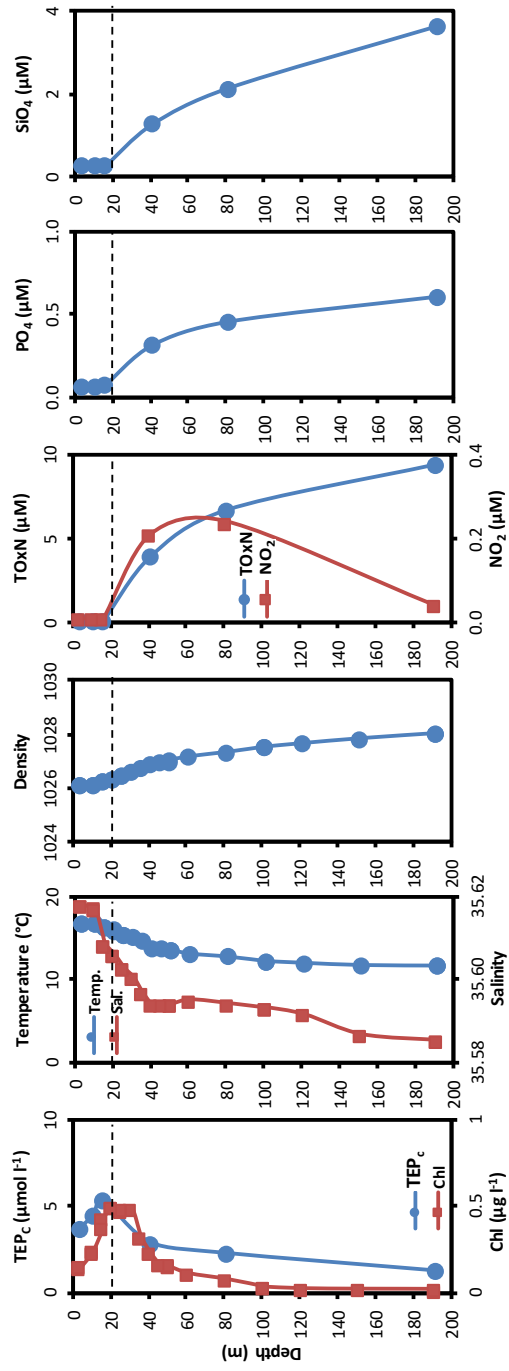 TEP_C (µmol l⁻¹)
0 5 10
Depth (m)
0
20
40
60
80
100
120
140
160
180
200
TEP_C
Chl
0 0.5 1
Chl (µg l⁻¹)
Temperature (°C)
0 10 20
Temp.
Sal.
0
20
40
60
80
100
120
140
160
180
200
35.58 35.60 35.62
Salinity
Density
1024 1026 1028 1030
0
20
40
60
80
100
120
140
160
180
200
TOxN (µM)
0 5 10
0
20
40
60
80
100
120
140
160
180
200
TOxN
NO₂
0.0 0.2 0.4
NO₂ (µM)
PO₄ (µM)
0.0 0.5 1.0
0
20
40
60
80
100
120
140
160
180
200
SiO₄ (µM)
0 2 4
0
20
40
60
80
100
120
140
160
180
200